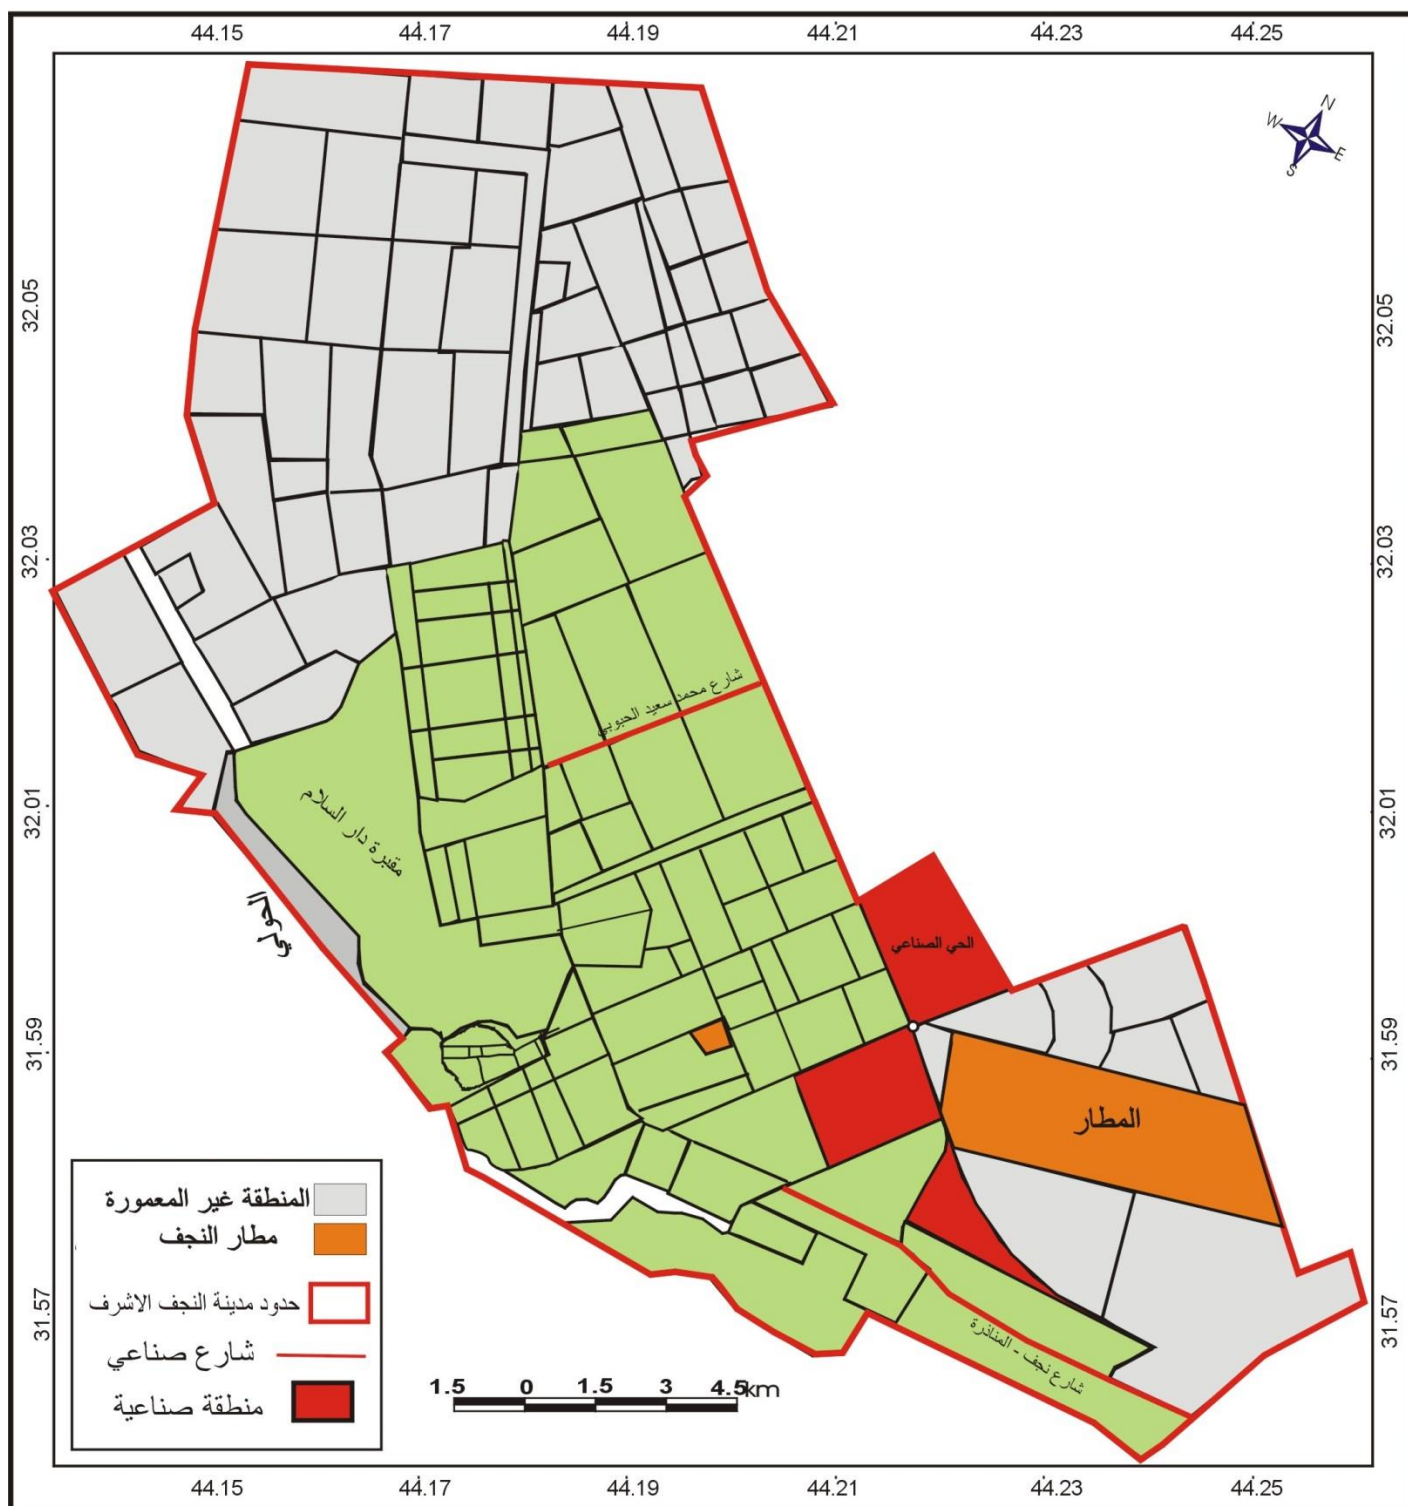 44.15 44.17 44.19 44.21 44.23 44.25
N
W
E
S
32.05
32.05
32.03
32.03
شارع محمد سعيد الحبوبي
32.01
32.01
مقبرة دار السلام
الحي الصناعي
31.59
31.59
المطار
المنطقة غير المعمورة
مطار النجف
حدود مدينة النجف الاشرف
شارع صناعي
منطقة صناعية
31.57
31.57
شارع نجف - المناذرة
1.5 0 1.5 3 4.5km
44.15 44.17 44.19 44.21 44.23 44.25